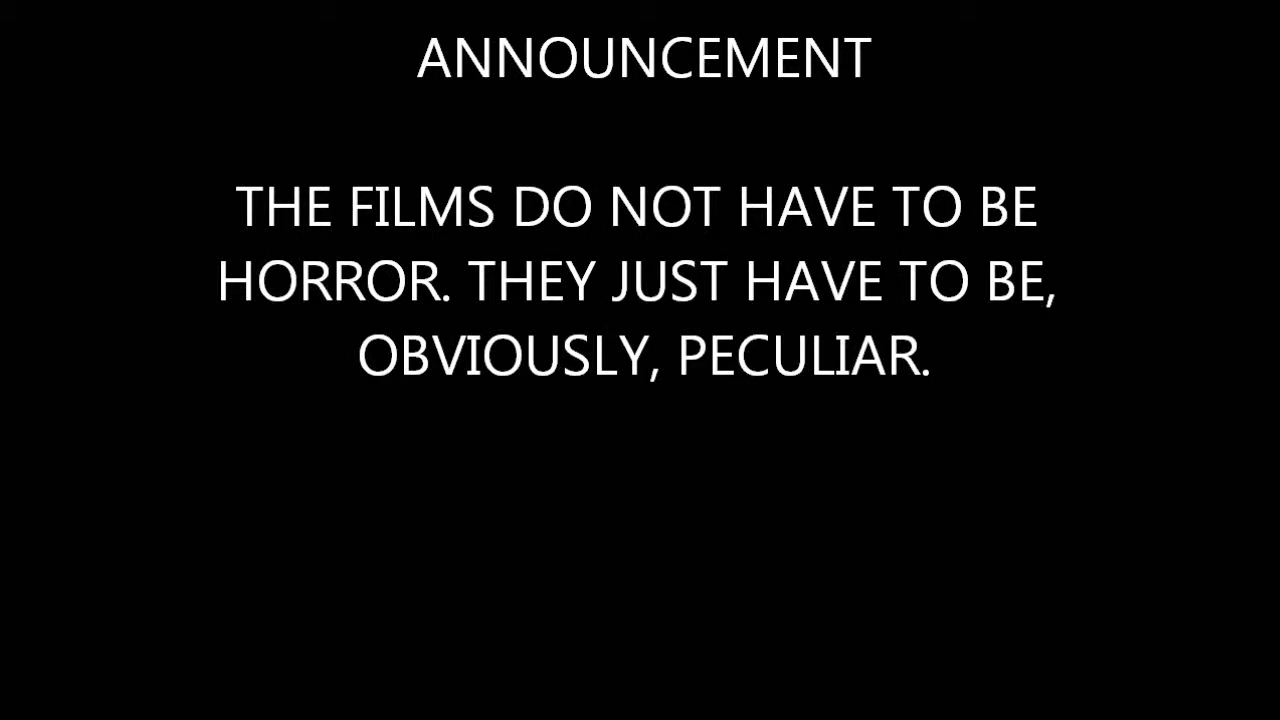 ANNOUNCEMENT
THE FILMS DO NOT HAVE TO BE
HORROR. THEY JUST HAVE TO BE,
OBVIOUSLY, PECULIAR.